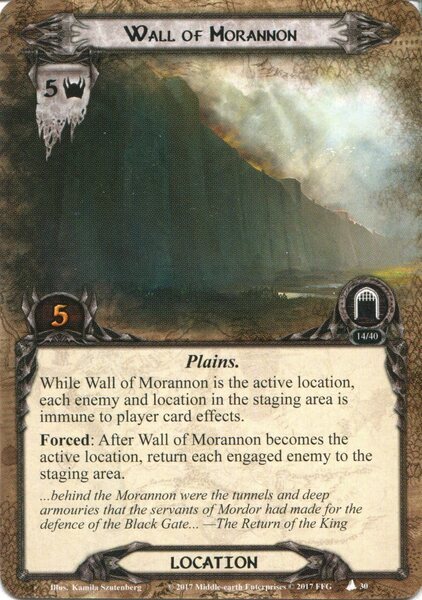 Wall of Morannon
5
5
14/40
Plains.
While Wall of Morannon is the active location,
each enemy and location in the staging area is
immune to player card effects.
Forced: After Wall of Morannon becomes the
active location, return each engaged enemy to the
staging area.
...behind the Morannon were the tunnels and deep
armouries that the servants of Mordor had made for the
defence of the Black Gate... —The Return of the King
LOCATION
Illus. Kamila Szutenberg © 2017 Middle-earth Enterprises © 2017 FFG 30